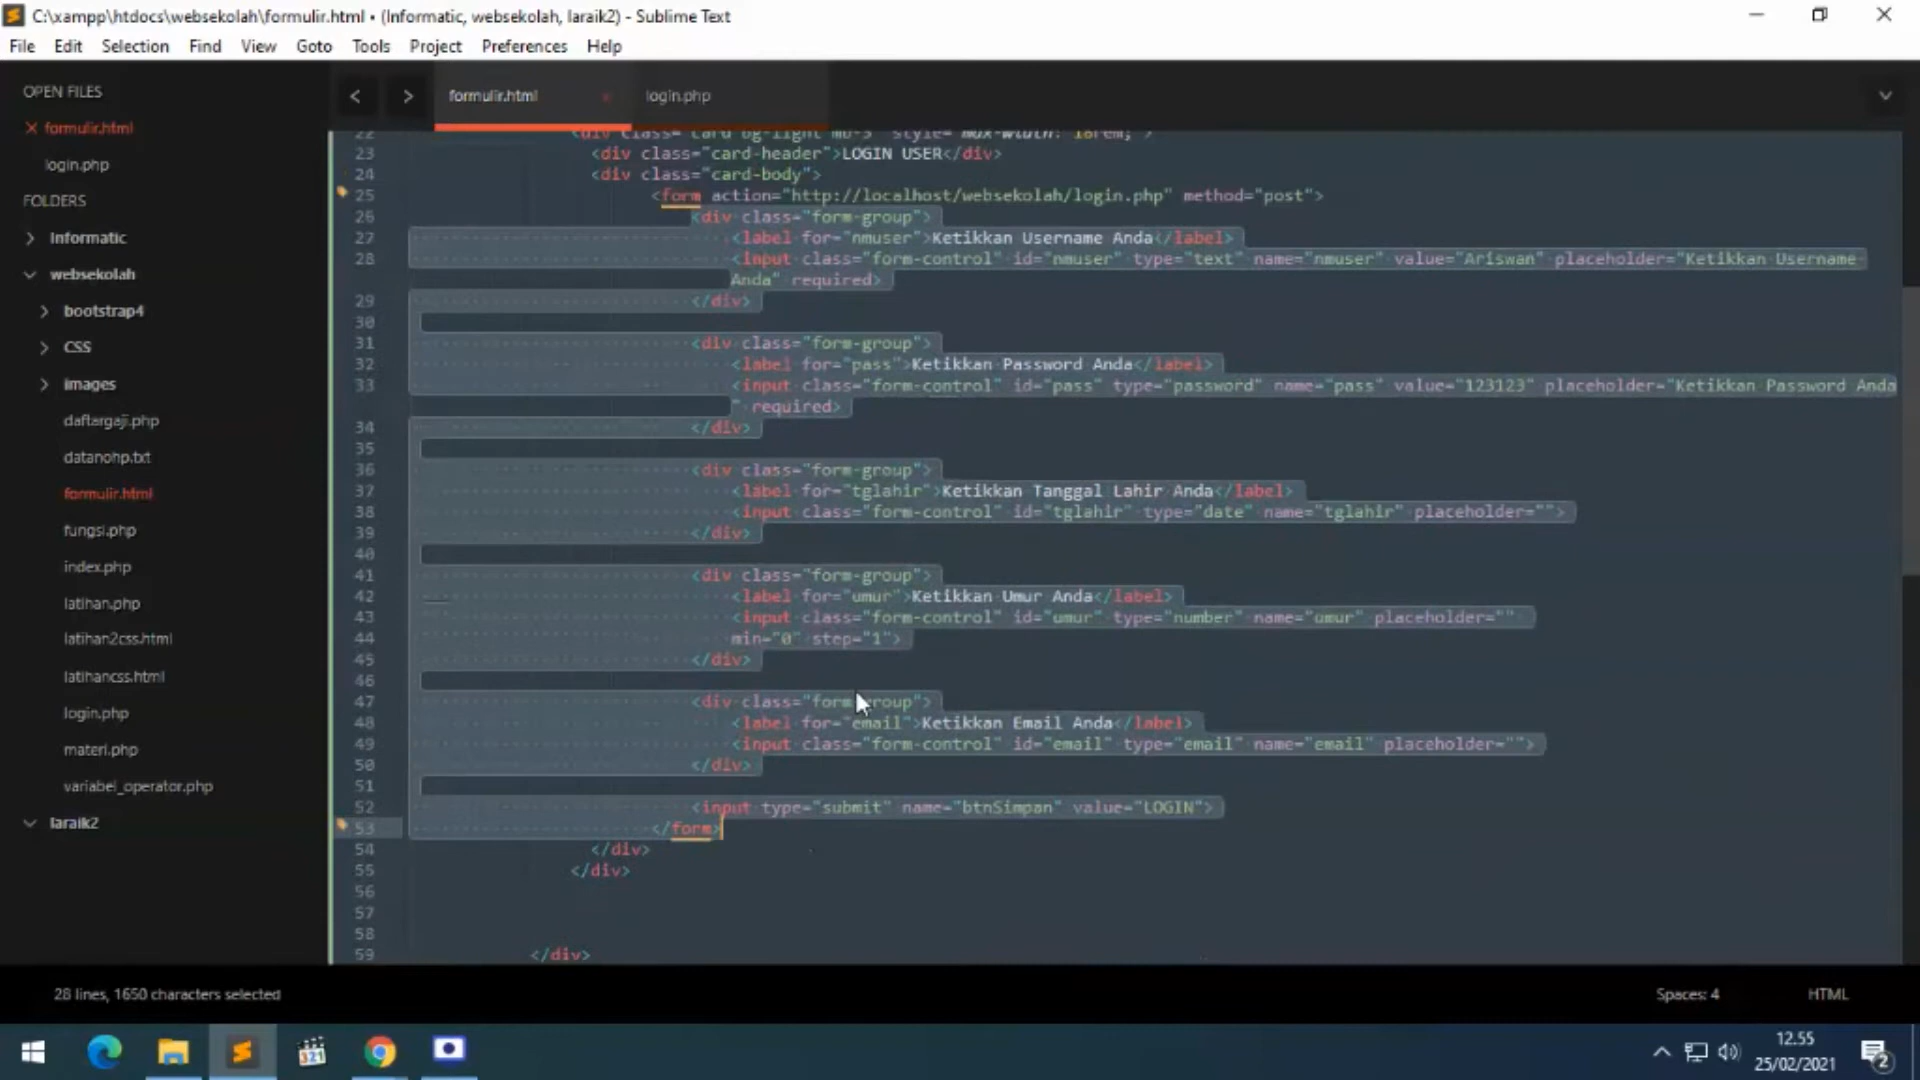 C:\xampp\htdocs\websekolah\formulir.html • (Informatic, websekolah, laraik2) - Sublime Text
File Edit Selection Find View Goto Tools Project Preferences Help
OPEN FILES
formulir.html
login.php
FOLDERS
Informatic
websekolah
bootstrap4
CSS
images
daftargaji.php
datanohp.txt
formulir.html
fungsi.php
index.php
latihan.php
latihan2css.html
latihancss.html
login.php
materi.php
variabel_operator.php
laraik2
formulir.html login.php
22 <div class="card bg-light mb-3" style="max-width: 18rem;">
23 <div class="card-header">LOGIN USER</div>
24 <div class="card-body">
25 <form action="http://localhost/websekolah/login.php" method="post">
26 <div class="form-group">
27 <label for="nmuser">Ketikkan Username Anda</label>
28 <input class="form-control" id="nmuser" type="text" name="nmuser" value="Ariswan" placeholder="Ketikkan Username
Anda" required>
29 </div>
30
31 <div class="form-group">
32 <label for="pass">Ketikkan Password Anda</label>
33 <input class="form-control" id="pass" type="password" name="pass" value="123123" placeholder="Ketikkan Password Anda
" required>
34 </div>
35
36 <div class="form-group">
37 <label for="tglahir">Ketikkan Tanggal Lahir Anda</label>
38 <input class="form-control" id="tglahir" type="date" name="tglahir" placeholder="">
39 </div>
40
41 <div class="form-group">
42 <label for="umur">Ketikkan Umur Anda</label>
43 <input class="form-control" id="umur" type="number" name="umur" placeholder=""
44 min="0" step="1">
45 </div>
46
47 <div class="form-group">
48 <label for="email">Ketikkan Email Anda</label>
49 <input class="form-control" id="email" type="email" name="email" placeholder="">
50 </div>
51
52 <input type="submit" name="btnSimpan" value="LOGIN">
53 </form>
54 </div>
55 </div>
56
57
58
59 </div>
28 lines, 1650 characters selected
Spaces: 4 HTML
321
12.55
25/02/2021
2